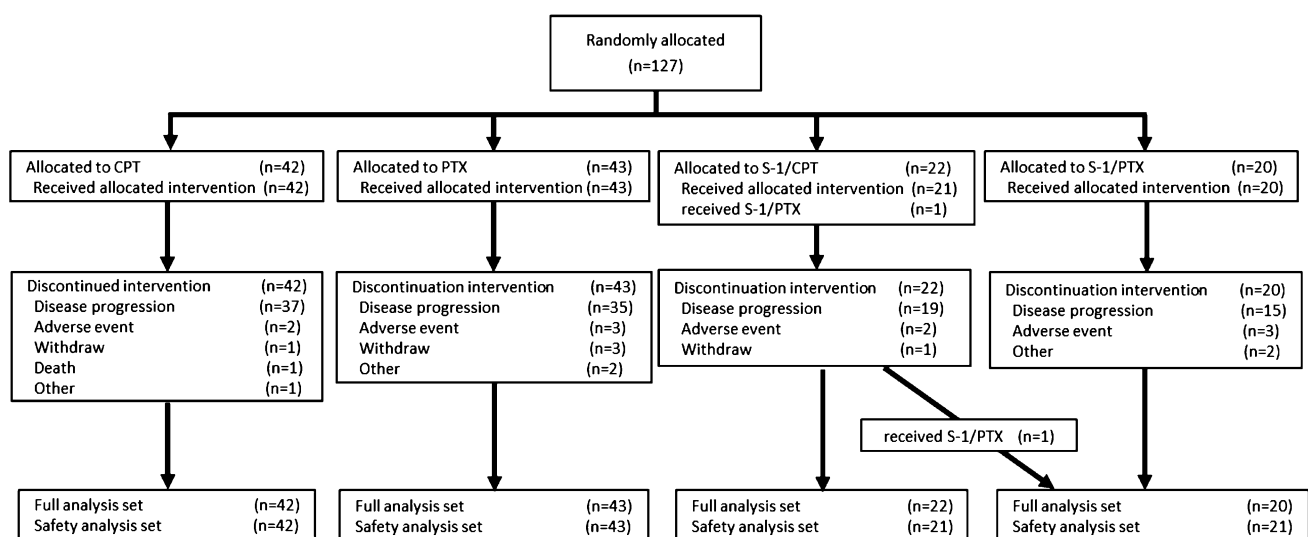 Randomly allocated
(n=127)
Allocated to CPT (n=42)
Received allocated intervention (n=42)
Allocated to PTX (n=43)
Received allocated intervention (n=43)
Allocated to S-1/CPT (n=22)
Received allocated intervention (n=21)
received S-1/PTX (n=1)
Allocated to S-1/PTX (n=20)
Received allocated intervention (n=20)
Discontinued intervention (n=42)
Disease progression (n=37)
Adverse event (n=2)
Withdraw (n=1)
Death (n=1)
Other (n=1)
Discontinuation intervention (n=43)
Disease progression (n=35)
Adverse event (n=3)
Withdraw (n=3)
Other (n=2)
Discontinuation intervention (n=22)
Disease progression (n=19)
Adverse event (n=2)
Withdraw (n=1)
Discontinuation intervention (n=20)
Disease progression (n=15)
Adverse event (n=3)
Other (n=2)
received S-1/PTX (n=1)
Full analysis set (n=42)
Safety analysis set (n=42)
Full analysis set (n=43)
Safety analysis set (n=43)
Full analysis set (n=22)
Safety analysis set (n=21)
Full analysis set (n=20)
Safety analysis set (n=21)